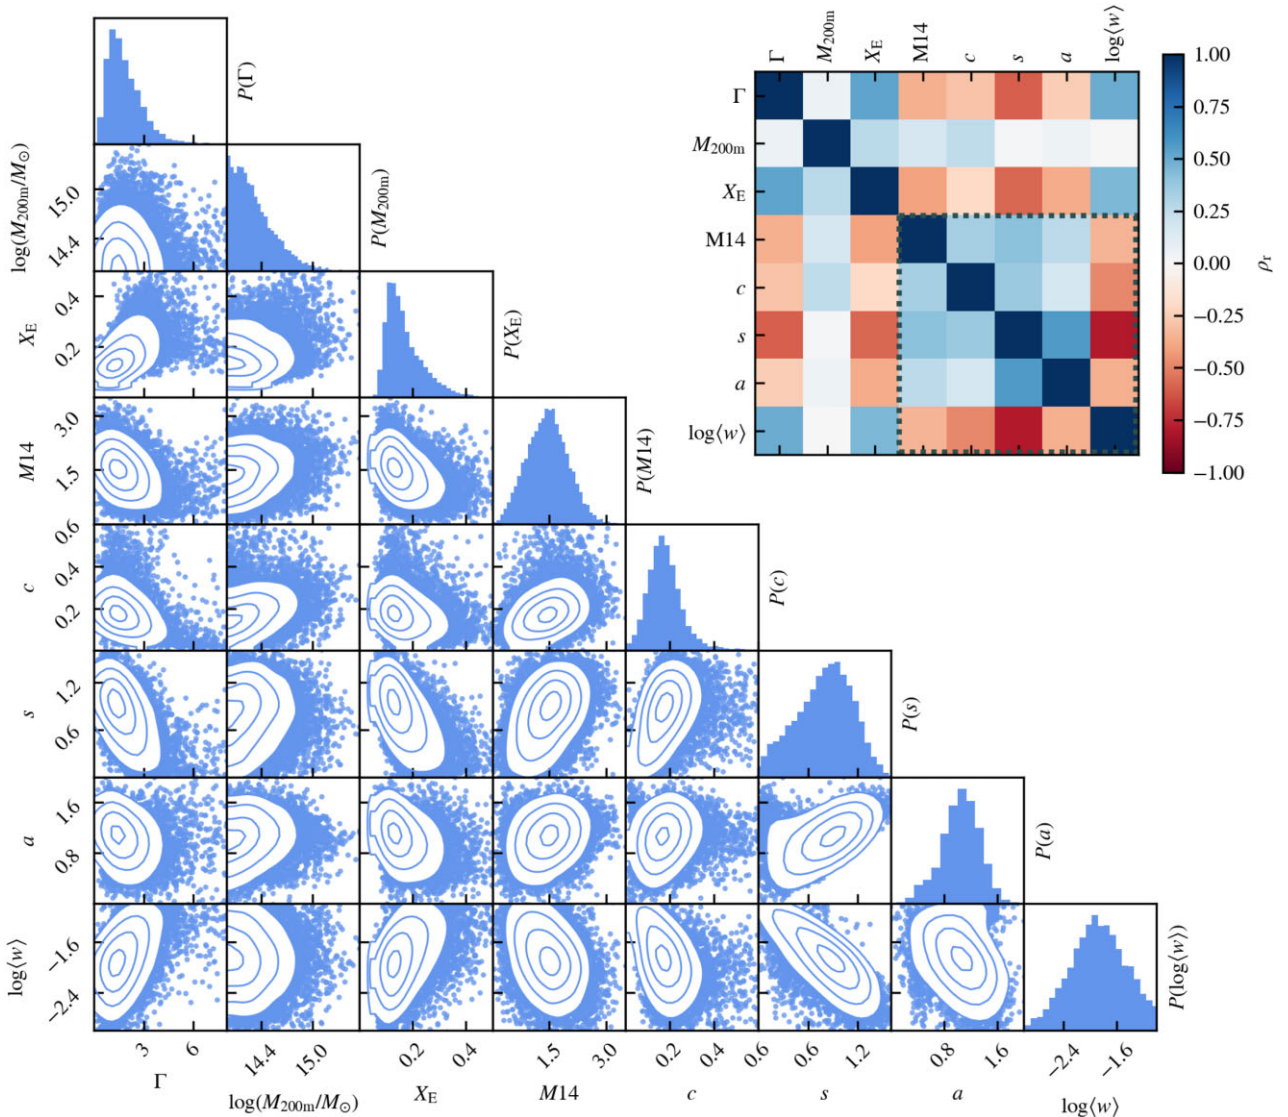 Γ
M200m
XE
M14
c
s
a
log⟨w⟩
Γ
M200m
XE
M14
c
s
a
log⟨w⟩
1.00
0.75
0.50
0.25
0.00
−0.25
−0.50
−0.75
−1.00
ρr
P(Γ)
log(M200m/M⊙)
15.0
14.4
P(M200m)
XE
0.4
0.2
P(XE)
M14
3.0
1.5
P(M14)
c
0.6
0.4
0.2
P(c)
s
1.2
0.6
P(s)
a
1.6
0.8
P(a)
log⟨w⟩
−1.6
−2.4
P(log⟨w⟩)
3 6
14.4 15.0
0.2 0.4
1.5 3.0
0.2 0.4 0.6
0.6 1.2
0.8 1.6
−2.4 −1.6
Γ
log(M200m/M⊙)
XE
M14
c
s
a
log⟨w⟩